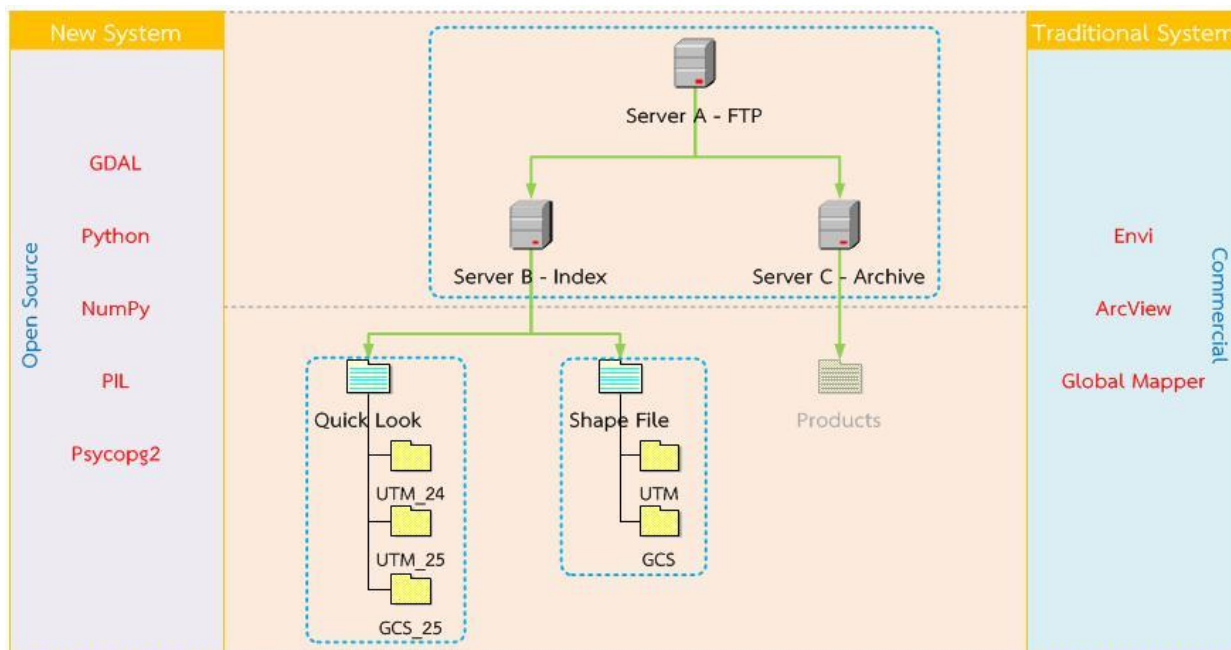 New System
Open Source
GDAL
Python
NumPy
PIL
Psycopg2
Server A - FTP
Server B - Index
Server C - Archive
Quick Look
UTM_24
UTM_25
GCS_25
Shape File
UTM
GCS
Products
Traditional System
Envi
ArcView
Global Mapper
Commercial